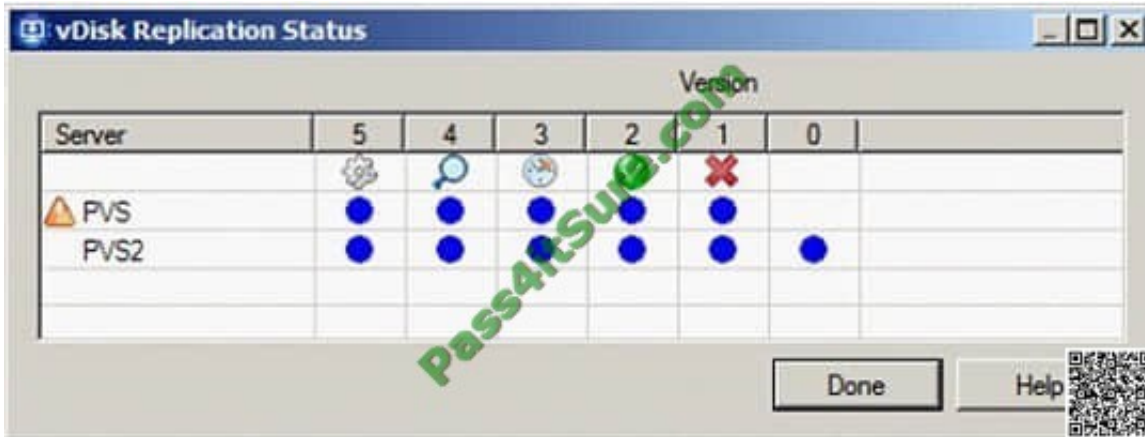 vDisk Replication Status
Version
Server 5 4 3 2 1 0
PVS
PVS2
Pass4itSure.com
Done Help